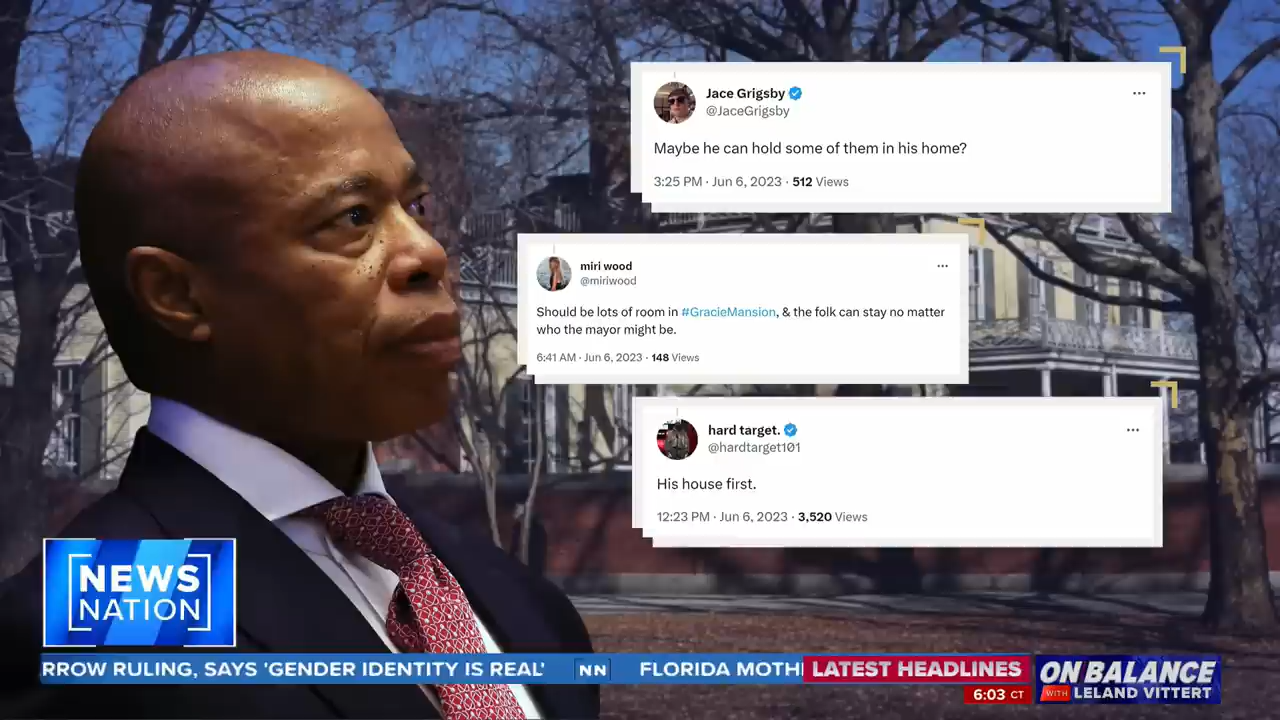 Jace Grigsby
@JaceGrigsby
Maybe he can hold some of them in his home?
3:25 PM · Jun 6, 2023 · 512 Views
miri wood
@miriwood
Should be lots of room in #GracieMansion, & the folk can stay no matter
who the mayor might be.
6:41 AM · Jun 6, 2023 · 148 Views
hard target.
@hardtarget101
His house first.
12:23 PM · Jun 6, 2023 · 3,520 Views
NEWS
NATION
RROW RULING, SAYS 'GENDER IDENTITY IS REAL' NN FLORIDA MOTH
LATEST HEADLINES
6:03 CT
ON BALANCE
WITH LELAND VITTERT